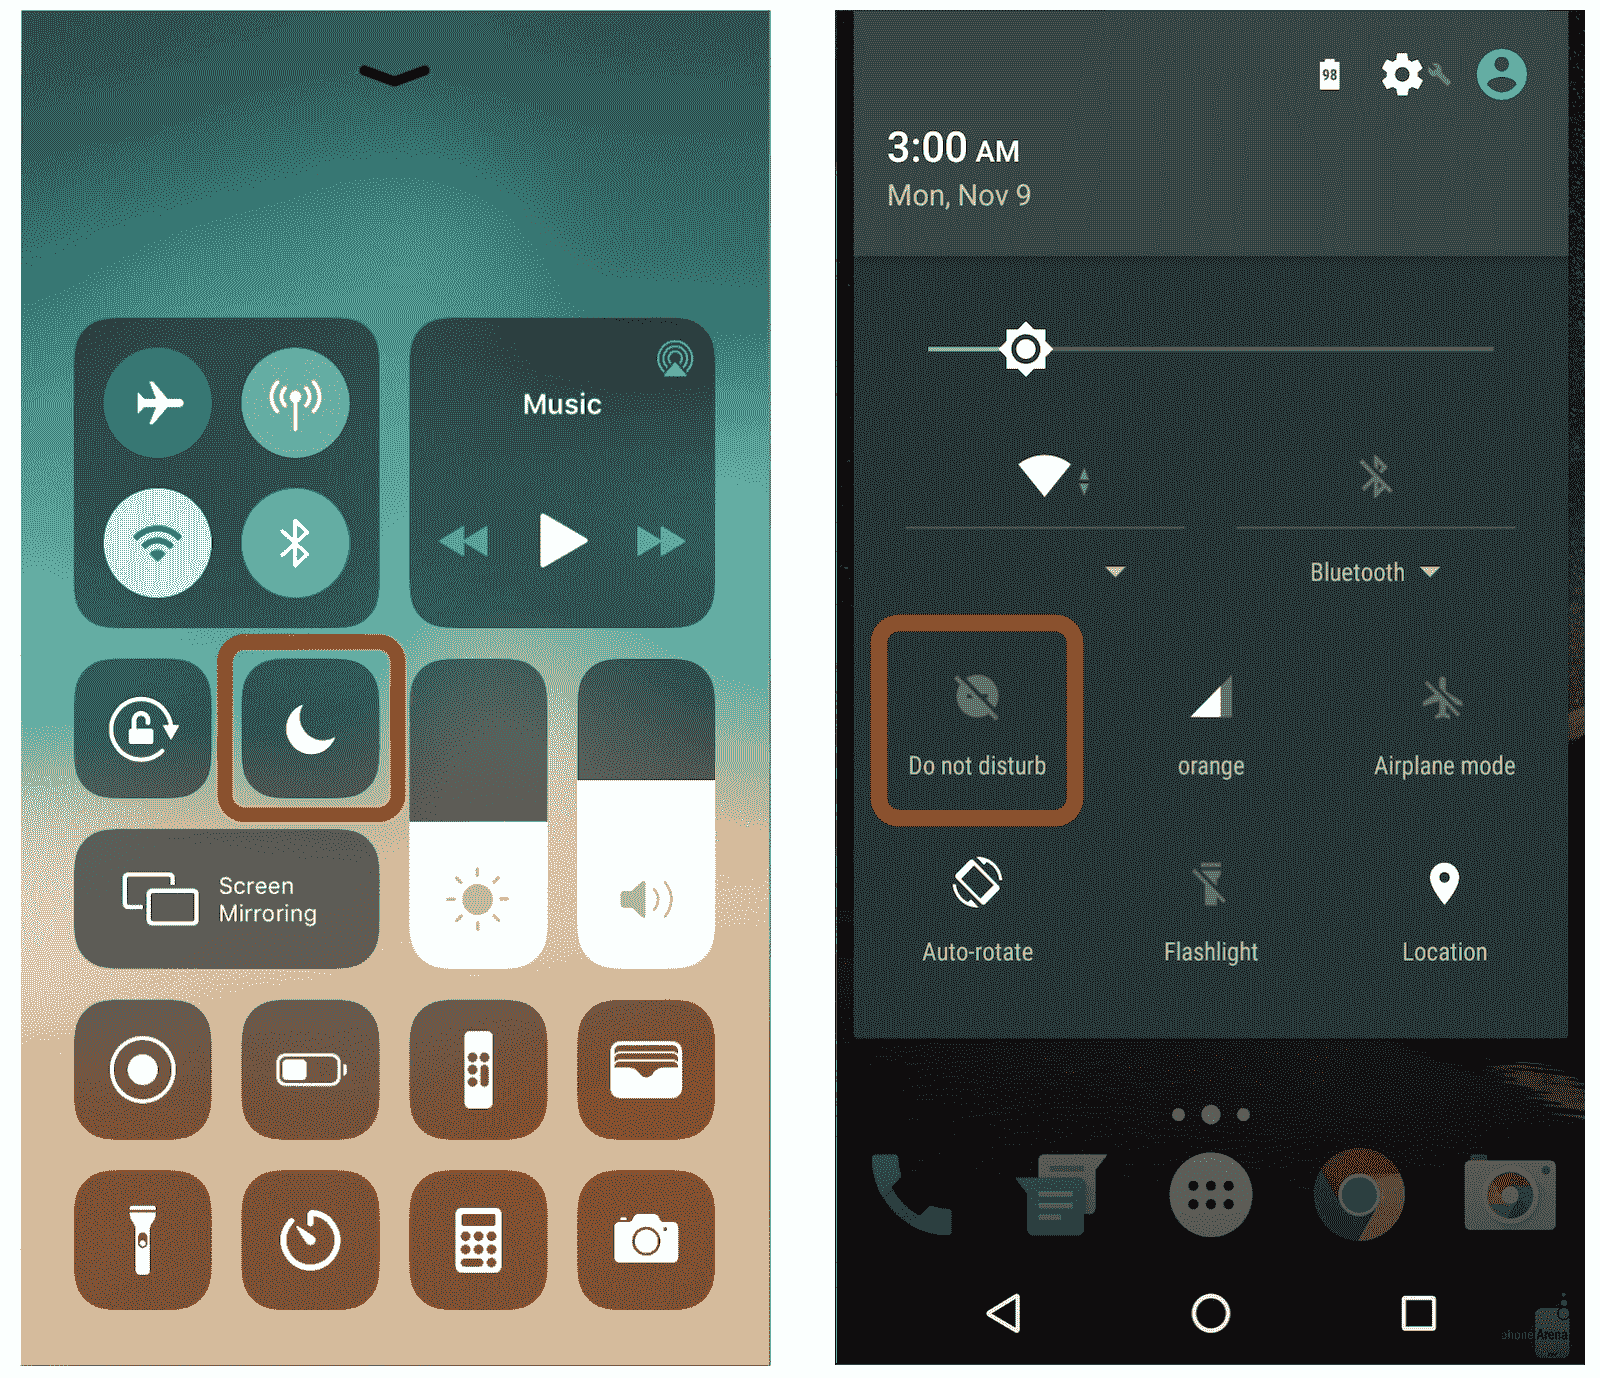 Music
Screen
Mirroring
98
3:00 AM
Mon, Nov 9
Bluetooth
Do not disturb
orange
Airplane mode
Auto-rotate
Flashlight
Location
phoneArena